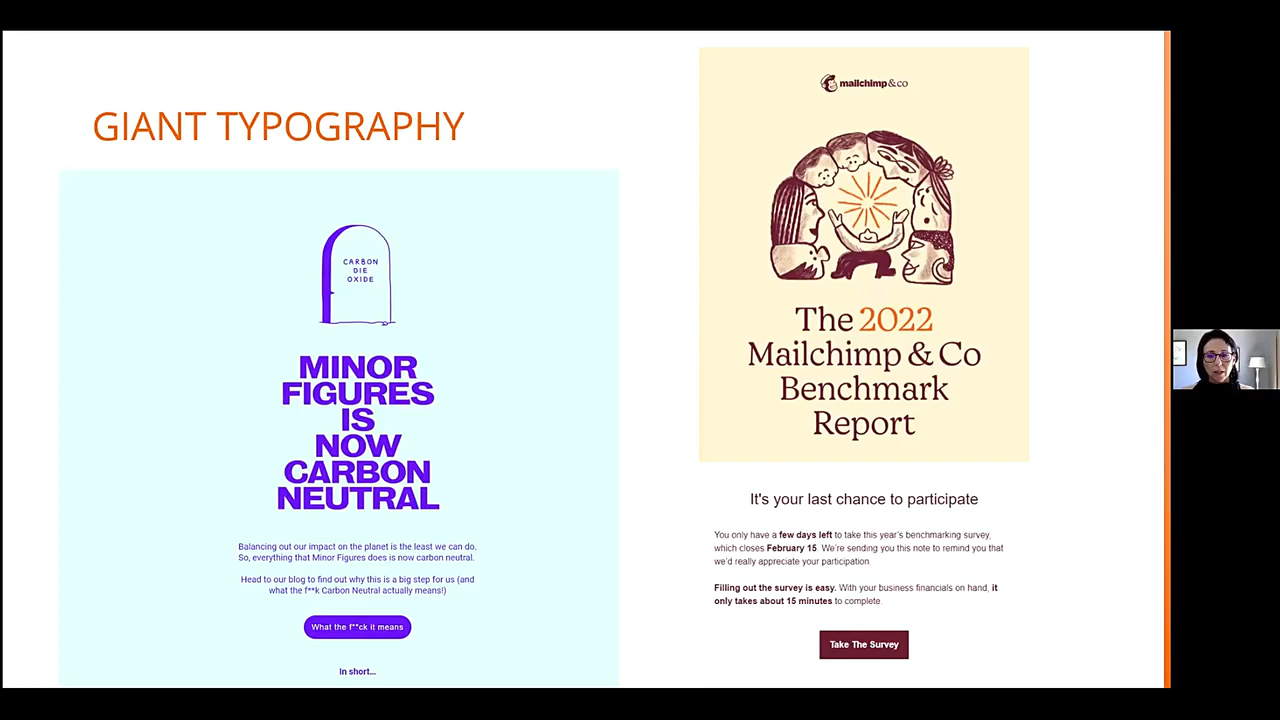 GIANT TYPOGRAPHY
CARBON
DIE
OXIDE
MINOR
FIGURES
IS
NOW
CARBON
NEUTRAL
Balancing out our impact on the planet is the least we can do.
So, everything that Minor Figures does is now carbon neutral.
Head to our blog to find out why this is a big step for us (and
what the f**k Carbon Neutral actually means!)
What the f**ck it means
In short...
mailchimp&co
The 2022
Mailchimp & Co
Benchmark
Report
It's your last chance to participate
You only have a few days left to take this year's benchmarking survey,
which closes February 15. We're sending you this note to remind you that
we'd really appreciate your participation.
Filling out the survey is easy. With your business financials on hand, it
only takes about 15 minutes to complete.
Take The Survey